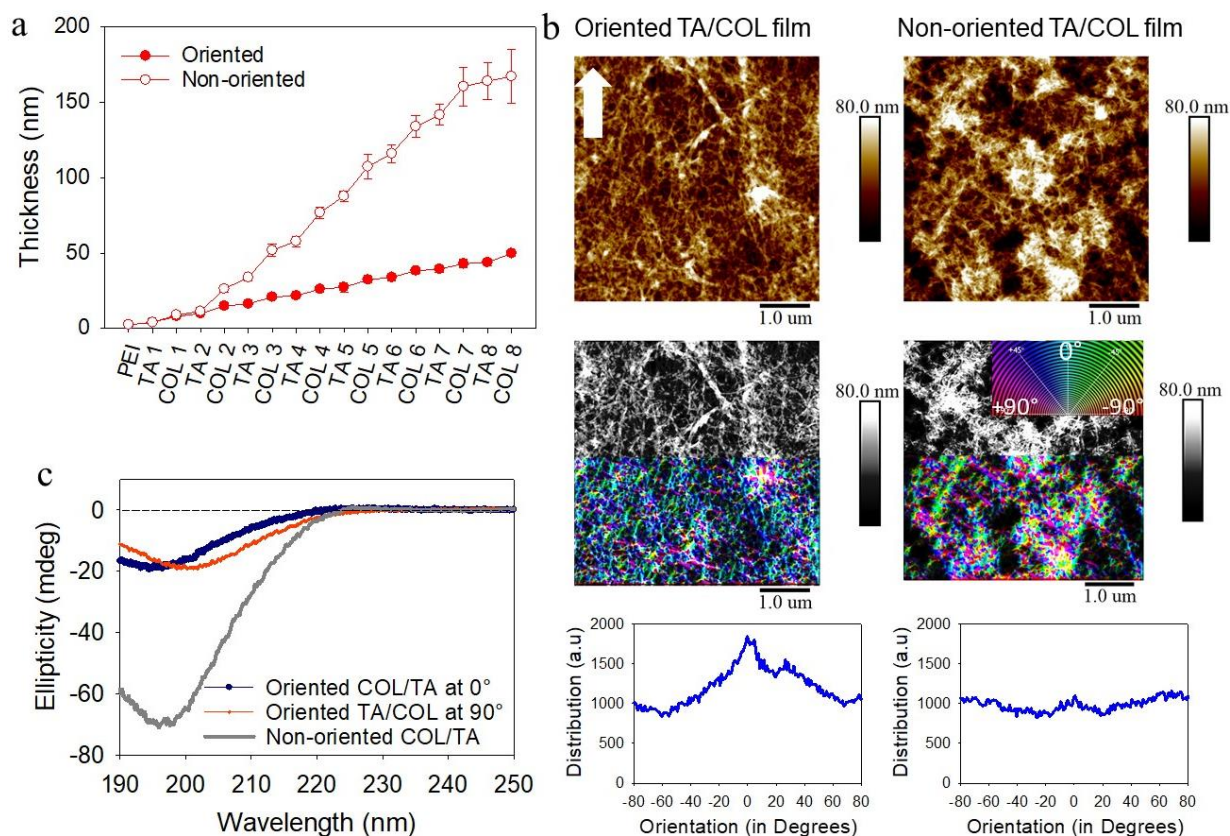 a
200
150
100
50
0
Thickness (nm)
Oriented
Non-oriented
PEI
TA 1
COL 1
TA 2
COL 2
TA 3
COL 3
TA 4
COL 4
TA 5
COL 5
TA 6
COL 6
TA 7
COL 7
TA 8
COL 8
b
Oriented TA/COL film
Non-oriented TA/COL film
80.0 nm
80.0 nm
1.0 um
1.0 um
80.0 nm
80.0 nm
+45°
0°
-45°
+90°
-90°
1.0 um
1.0 um
2000
1500
1000
500
0
Distribution (a.u)
-80 -60 -40 -20 0 20 40 60 80
Orientation (in Degrees)
2000
1500
1000
500
0
Distribution (a.u)
-80 -60 -40 -20 0 20 40 60 80
Orientation (in Degrees)
c
0
-20
-40
-60
-80
Ellipticity (mdeg)
Oriented COL/TA at 0°
Oriented TA/COL at 90°
Non-oriented COL/TA
190 200 210 220 230 240 250
Wavelength (nm)